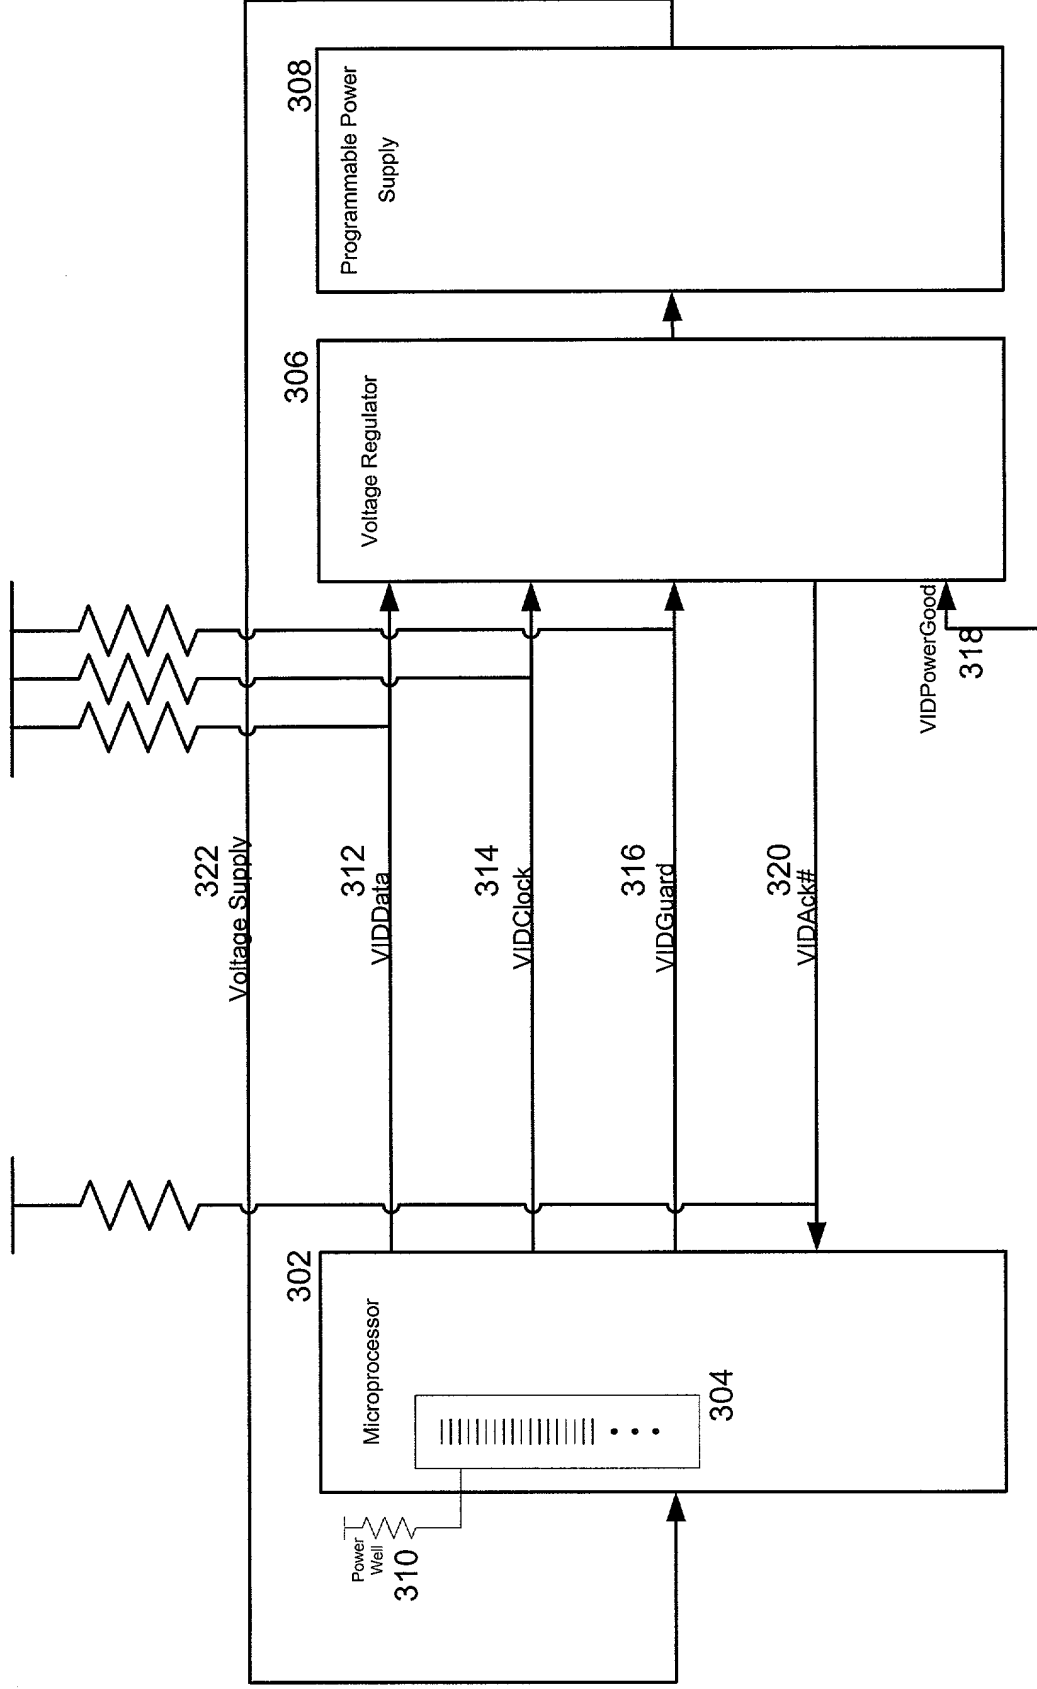 322
Voltage Supply
302
Microprocessor
304
Power
Well
310
312
VIDData
314
VIDClock
316
VIDGuard
320
VIDAck#
306
Voltage Regulator
VIDPowerGood
318
308
Programmable Power
Supply